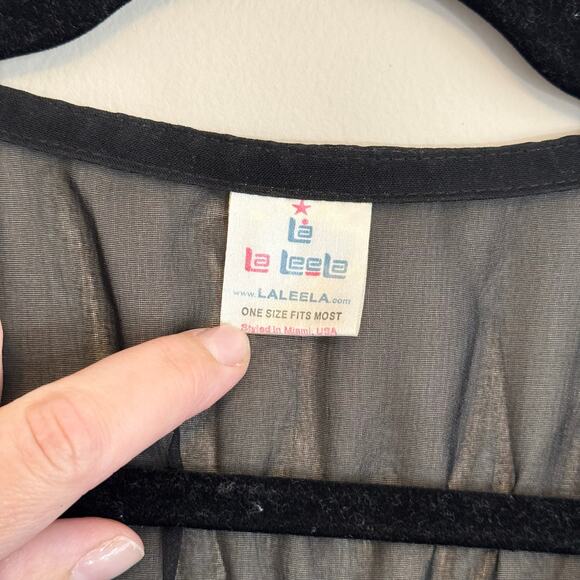 La
La Leela
www.LALEELA.com
ONE SIZE FITS MOST
Styled in Miami, USA